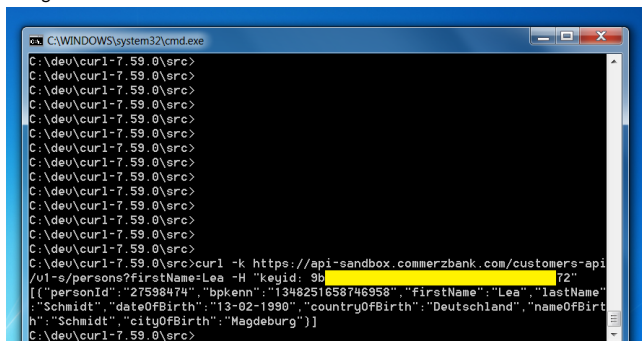 C:\WINDOWS\system32\cmd.exe
C:\dev\curl-7.59.0\src>
C:\dev\curl-7.59.0\src>
C:\dev\curl-7.59.0\src>
C:\dev\curl-7.59.0\src>
C:\dev\curl-7.59.0\src>
C:\dev\curl-7.59.0\src>
C:\dev\curl-7.59.0\src>
C:\dev\curl-7.59.0\src>
C:\dev\curl-7.59.0\src>
C:\dev\curl-7.59.0\src>
C:\dev\curl-7.59.0\src>
C:\dev\curl-7.59.0\src>
C:\dev\curl-7.59.0\src>
C:\dev\curl-7.59.0\src>curl -k https://api-sandbox.commerzbank.com/customers-api
/v1-s/persons?firstName=Lea -H "keyid: 9b 72"
[{"personId":"27598474","bpkenn":"1348251658746958","firstName":"Lea","lastName"
:"Schmidt","dateOfBirth":"13-02-1990","countryOfBirth":"Deutschland","nameOfBirt
h":"Schmidt","cityOfBirth":"Magdeburg"}]
C:\dev\curl-7.59.0\src>